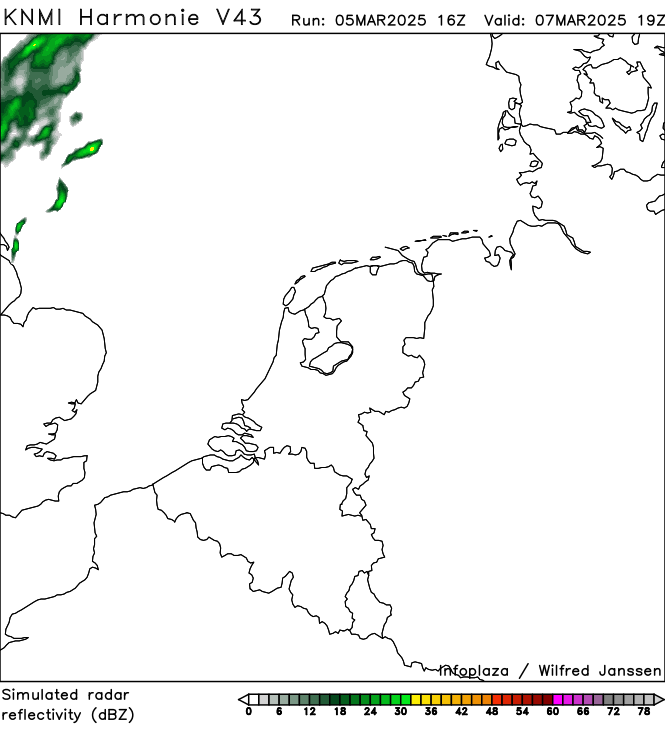 KNMI Harmonie V43 Run: 05MAR2025 16Z Valid: 07MAR2025 19Z
infoplaza / Wilfred Janssen
Simulated radar
reflectivity (dBZ)
0 6 12 18 24 30 36 42 48 54 60 66 72 78